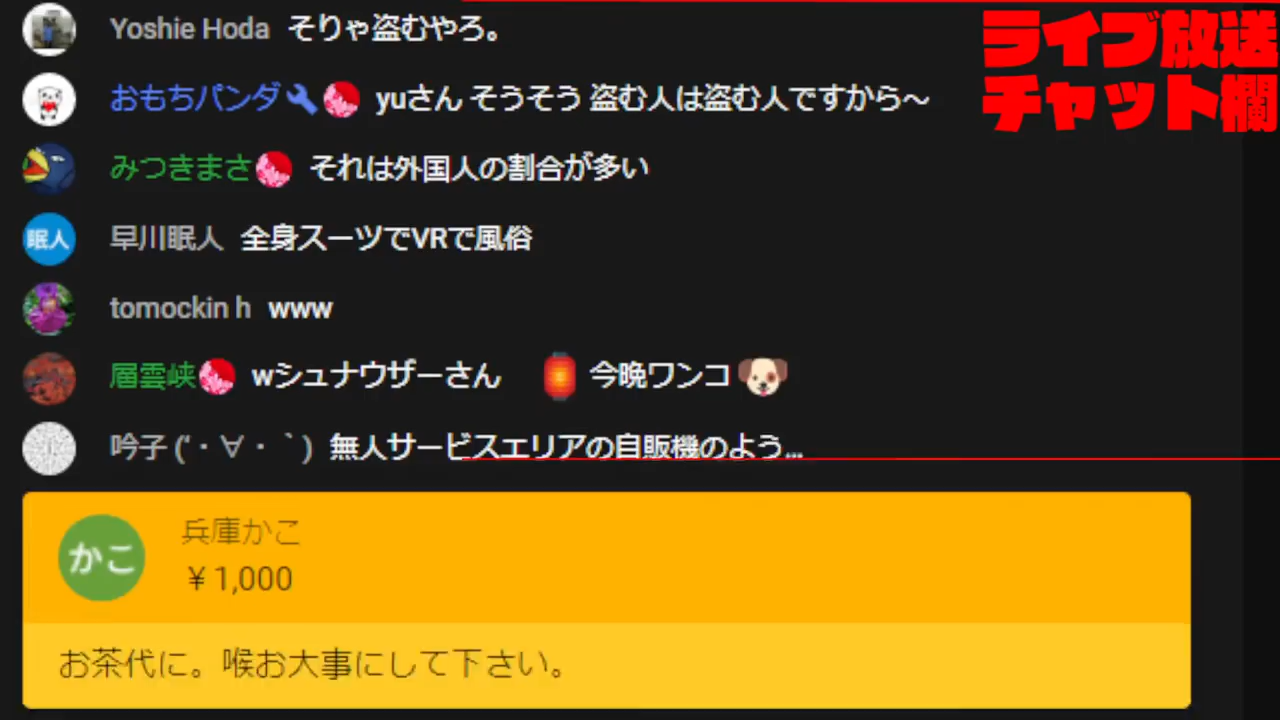 ライブ放送
チャット欄
Yoshie Hoda そりゃ盗むやろ。
おもちパンダ yuさん そうそう 盗む人は盗む人ですから〜
みつきまさ それは外国人の割合が多い
眠人 早川眠人 全身スーツでVRで風俗
tomockin h www
層雲峡 wシュナウザーさん 🏮 今晩ワンコ🐶
吟子 (‘・∀・｀) 無人サービスエリアの自販機のよう...
かこ
兵庫かこ
¥1,000
お茶代に。喉お大事にして下さい。